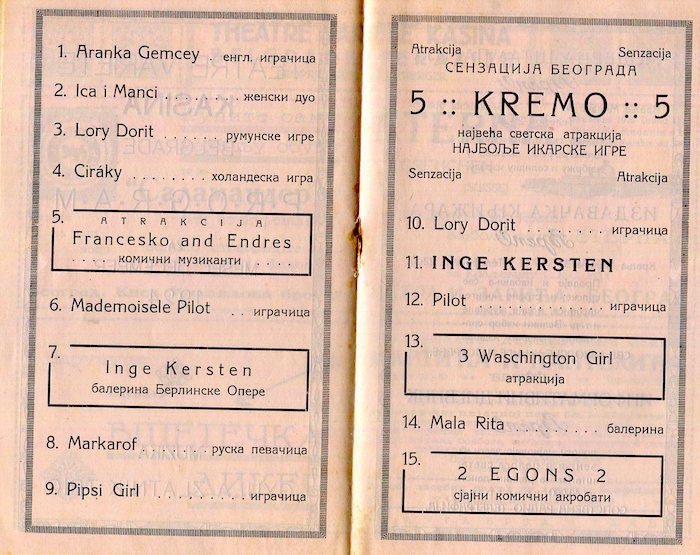 1. Aranka Gemcey . . . . . енгл. играчица
2. Ica i Manci . . . . . . . . женски дуо
3. Lory Dorit . . . . . . . румунске игре
4. Ciráky . . . . . . . . холандеска игра
5.
ATRAKCIJA
Francesko and Endres
. . . . . комични музиканти . . . . .
6. Mademoisele Pilot . . играчица
7.
Inge Kersten
балерина Берлинске Опере
8. Markarof . . . . . руска певачица
9. Pipsi Girl . . . . . . . . . играчица
Atrakcija Senzacija
СЕНЗАЦИЈА БЕОГРАДА
5 :: KREMO :: 5
највећа светска атракција
НАЈБОЉЕ ИКАРСКЕ ИГРЕ
Senzacija Atrakcija
10. Lory Dorit . . . . . . . . играчица
11. INGE KERSTEN
12. Pilot . . . . . . . . . . . . . играчица
13.
3 Waschington Girl
атракција
14. Mala Rita . . . . . . . балерина
15.
2 EGONS 2
сјајни комични акробати